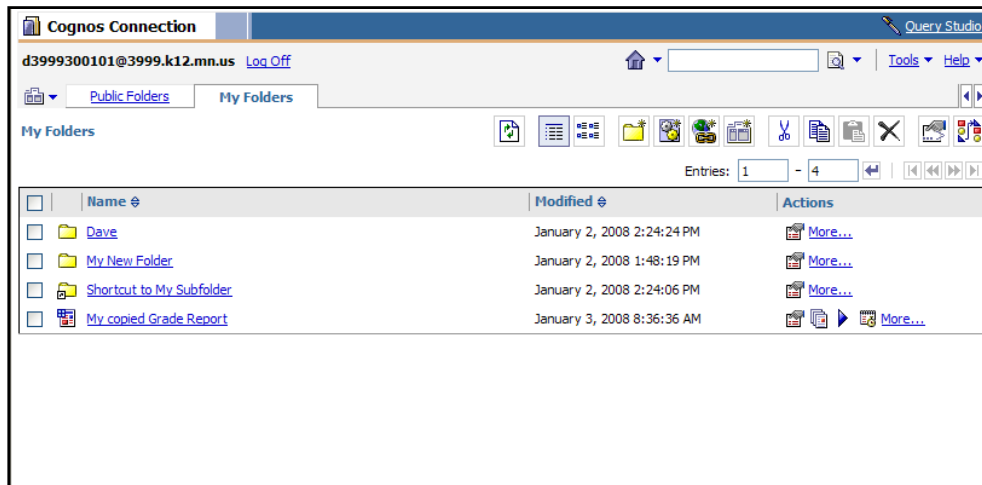 Cognos Connection Query Studio
d3999300101@3999.k12.mn.us Log Off Tools Help
Public Folders My Folders
My Folders
Entries: 1 - 4
Name Modified Actions
Dave January 2, 2008 2:24:24 PM More...
My New Folder January 2, 2008 1:48:19 PM More...
Shortcut to My Subfolder January 2, 2008 2:24:06 PM More...
My copied Grade Report January 3, 2008 8:36:36 AM More...